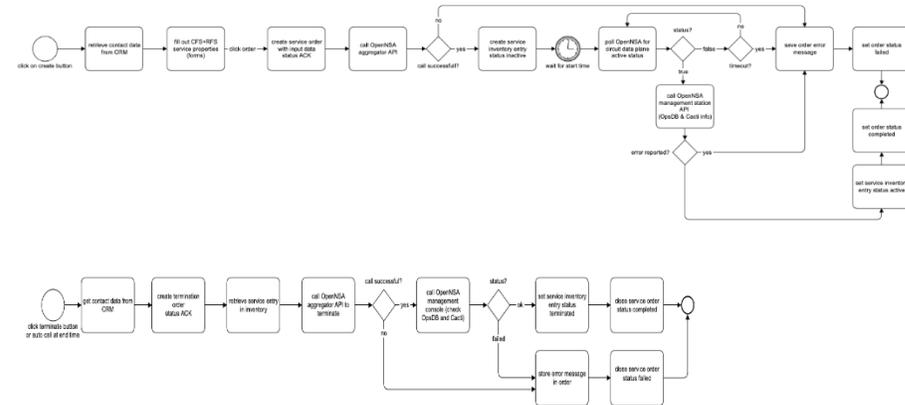 no
no
retrieve contact data
from CRM
fill out CFS+RFS
service properties
(forms)
click order
create service order
with input data
status ACK
call OpenNSA
aggregator API
yes
call successfull?
create service
inventory entry
status inactive
wait for start time
poll OpenNSA for
circuit data plane
active status
status?
false
true
yes
timeout?
save order error
message
set order status
failed
click on create button
call OpenNSA
management station
API
(OpsDB & Cacti info)
set order status
completed
error reported?
yes
set service inventory
entry status active
get contact data from
CRM
create termination
order
status ACK
retrieve service entry
in inventory
call OpenNSA
aggregator API to
terminate
call successful?
yes
no
call OpenNSA
management
console (check
OpsDB and Cacti)
status?
ok
failed
set service inventory
entry status
terminated
close service order
status completed
click terminate button
or auto call at end time
store error message
in order
close service order
status failed